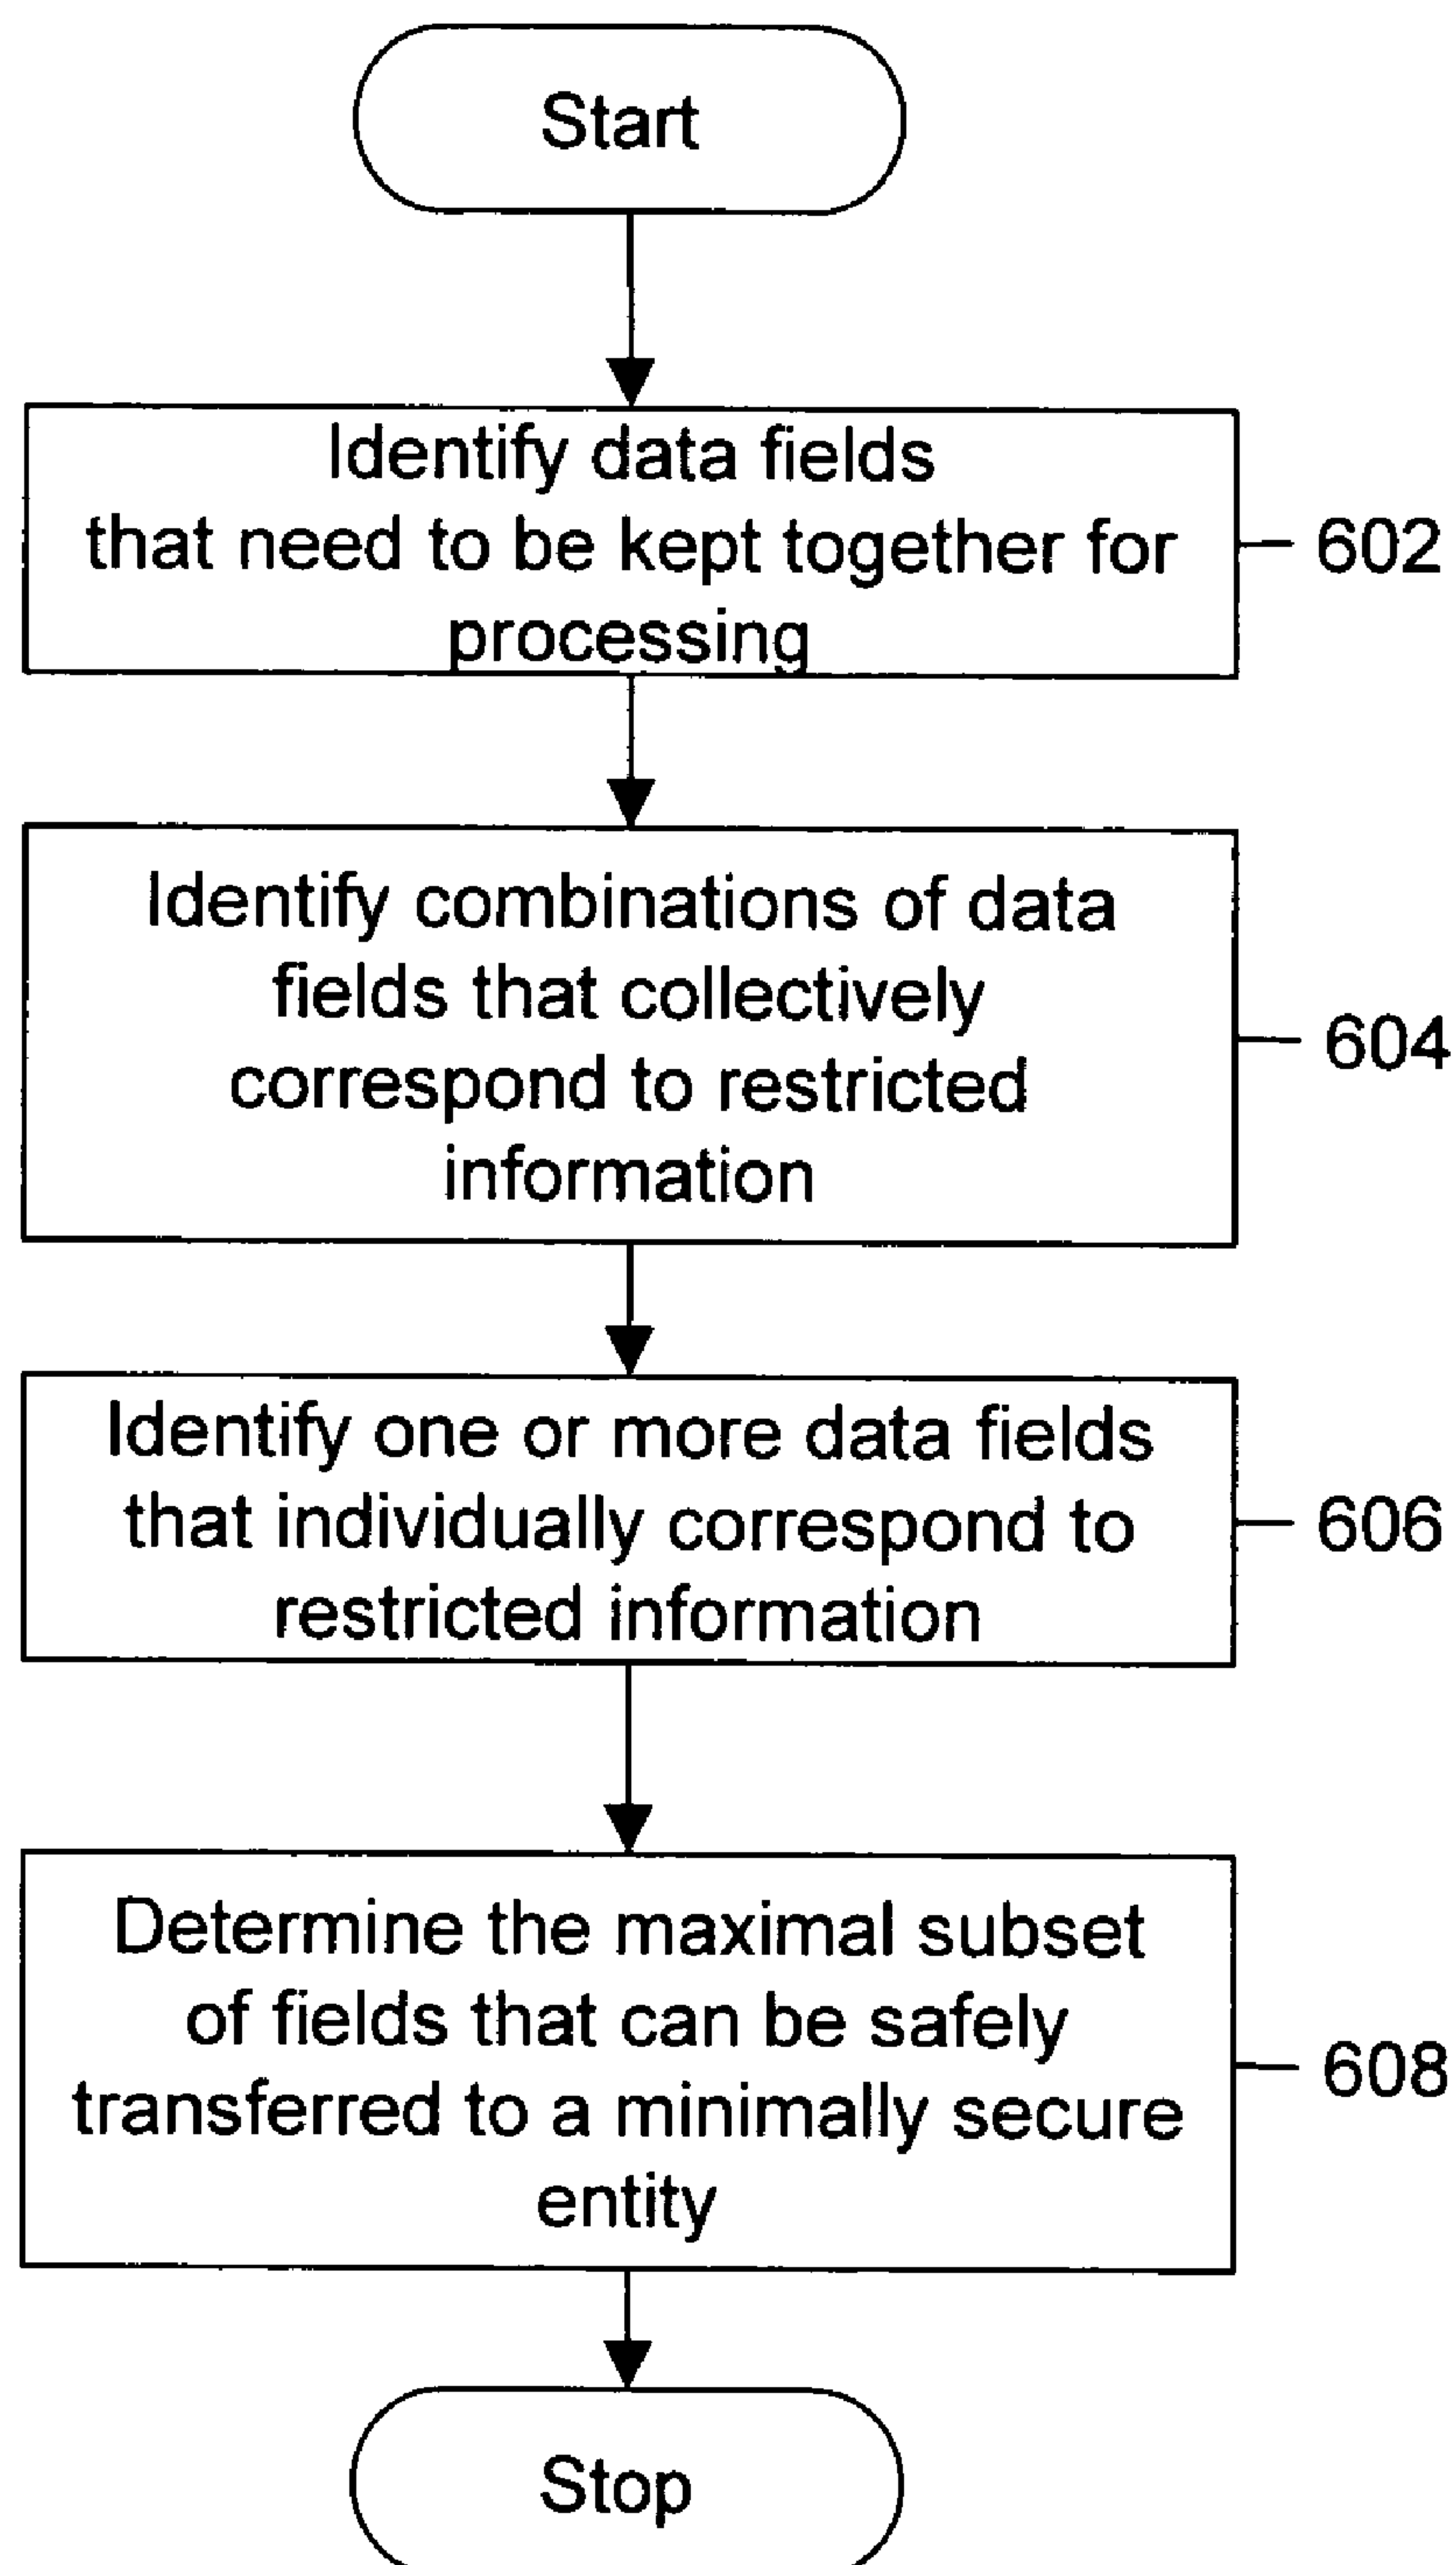 Start
Identify data fields
that need to be kept together for
processing
602
Identify combinations of data
fields that collectively
correspond to restricted
information
604
Identify one or more data fields
that individually correspond to
restricted information
606
Determine the maximal subset
of fields that can be safely
transferred to a minimally secure
entity
608
Stop